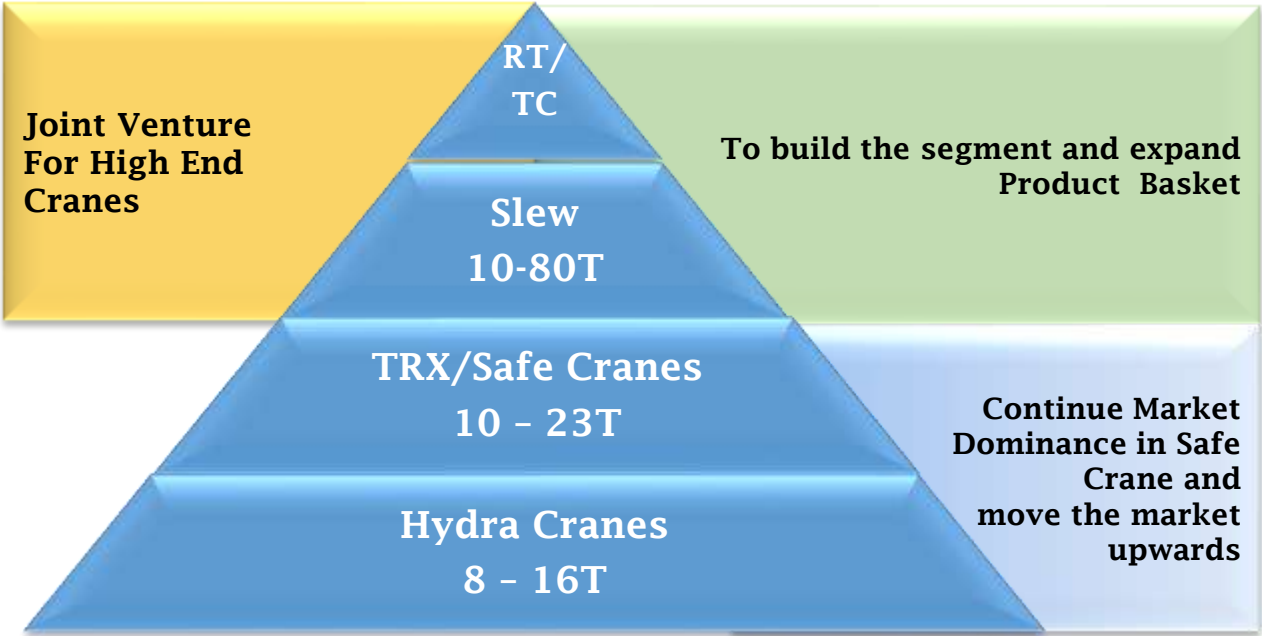 RT/
TC
Joint Venture
For High End
Cranes
To build the segment and expand
Product Basket
Slew
10-80T
TRX/Safe Cranes
10 – 23T
Continue Market
Dominance in Safe
Crane and
move the market
upwards
Hydra Cranes
8 – 16T